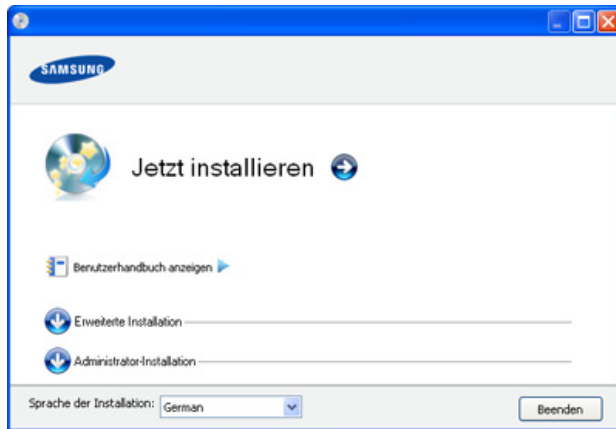 SAMSUNG
Jetzt installieren
Benutzerhandbuch anzeigen
Erweiterte Installation
Administrator-Installation
Sprache der Installation: German
Beenden